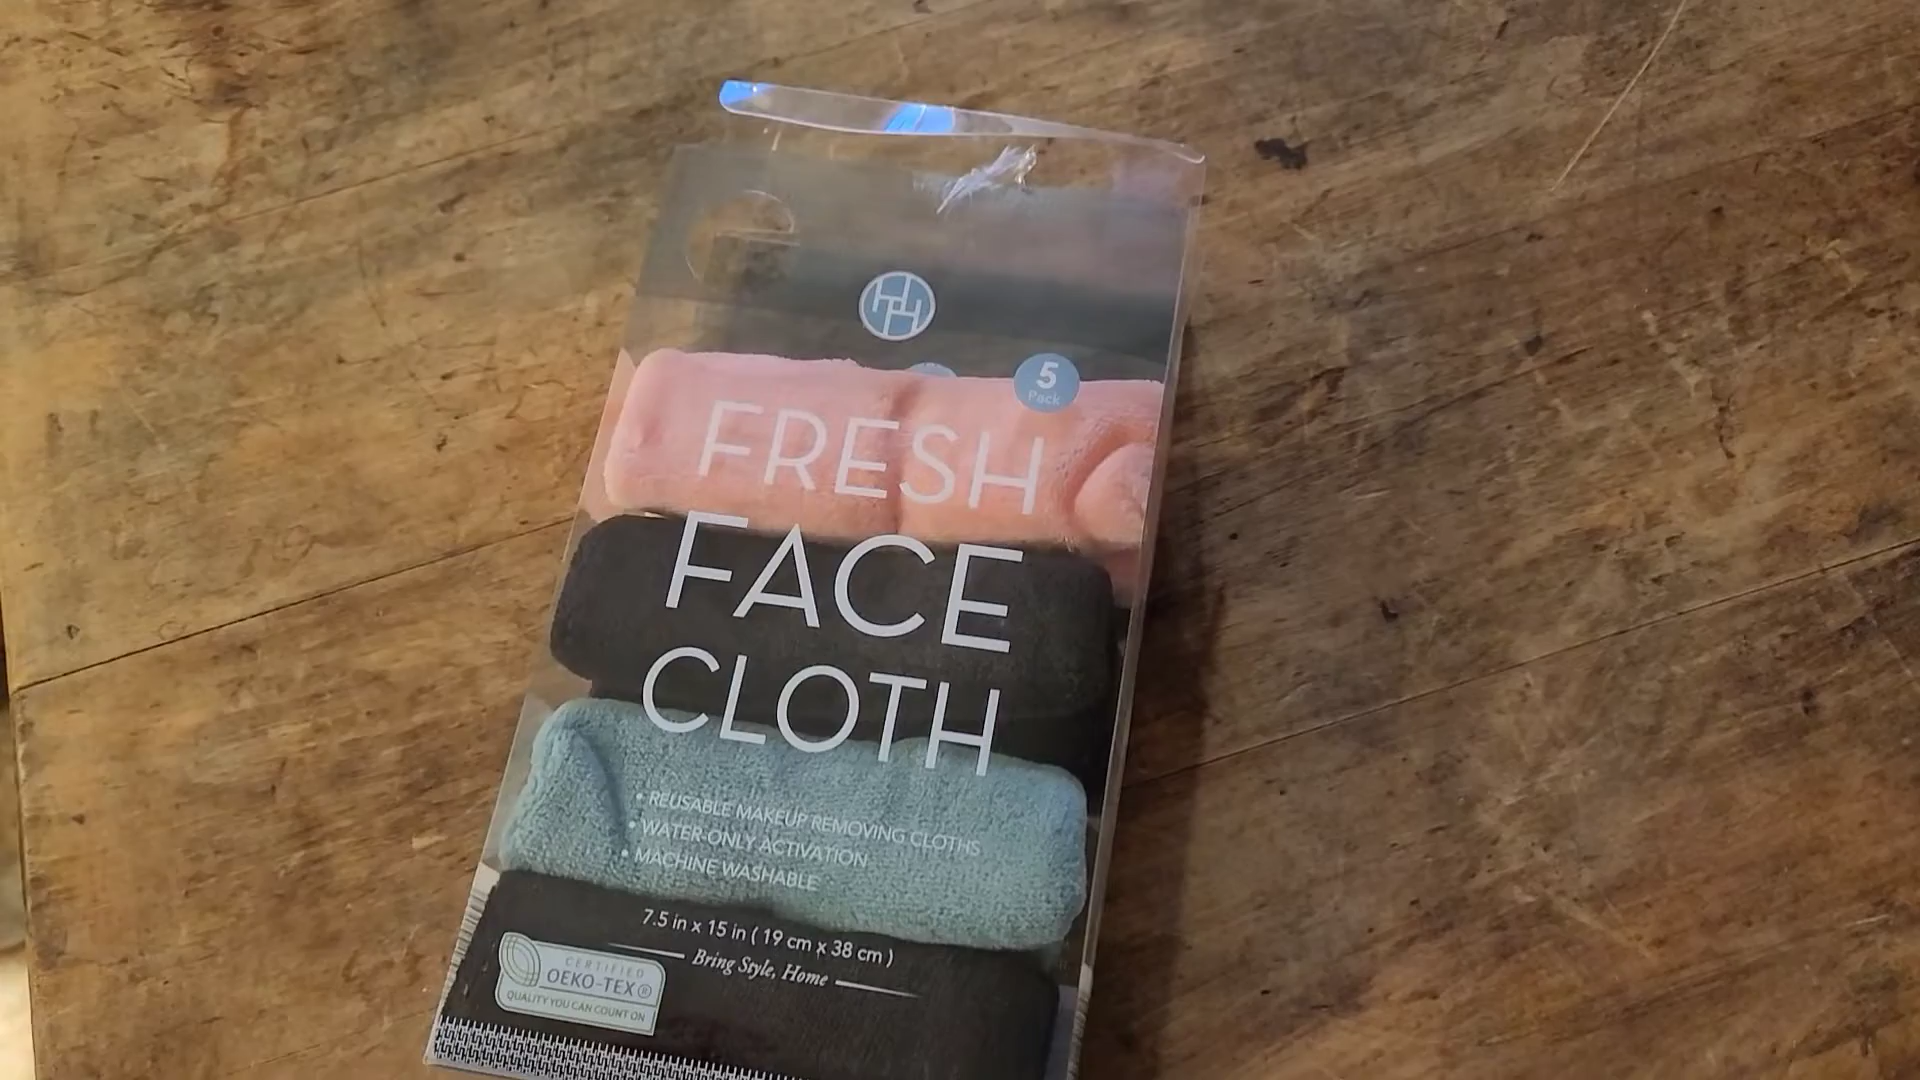 5
Pack
FRESH
FACE
CLOTH
• REUSABLE MAKEUP REMOVING CLOTHS
• WATER-ONLY ACTIVATION
• MACHINE WASHABLE
7.5 in x 15 in ( 19 cm x 38 cm )
Bring Style, Home
CERTIFIED
OEKO-TEX®
QUALITY YOU CAN COUNT ON